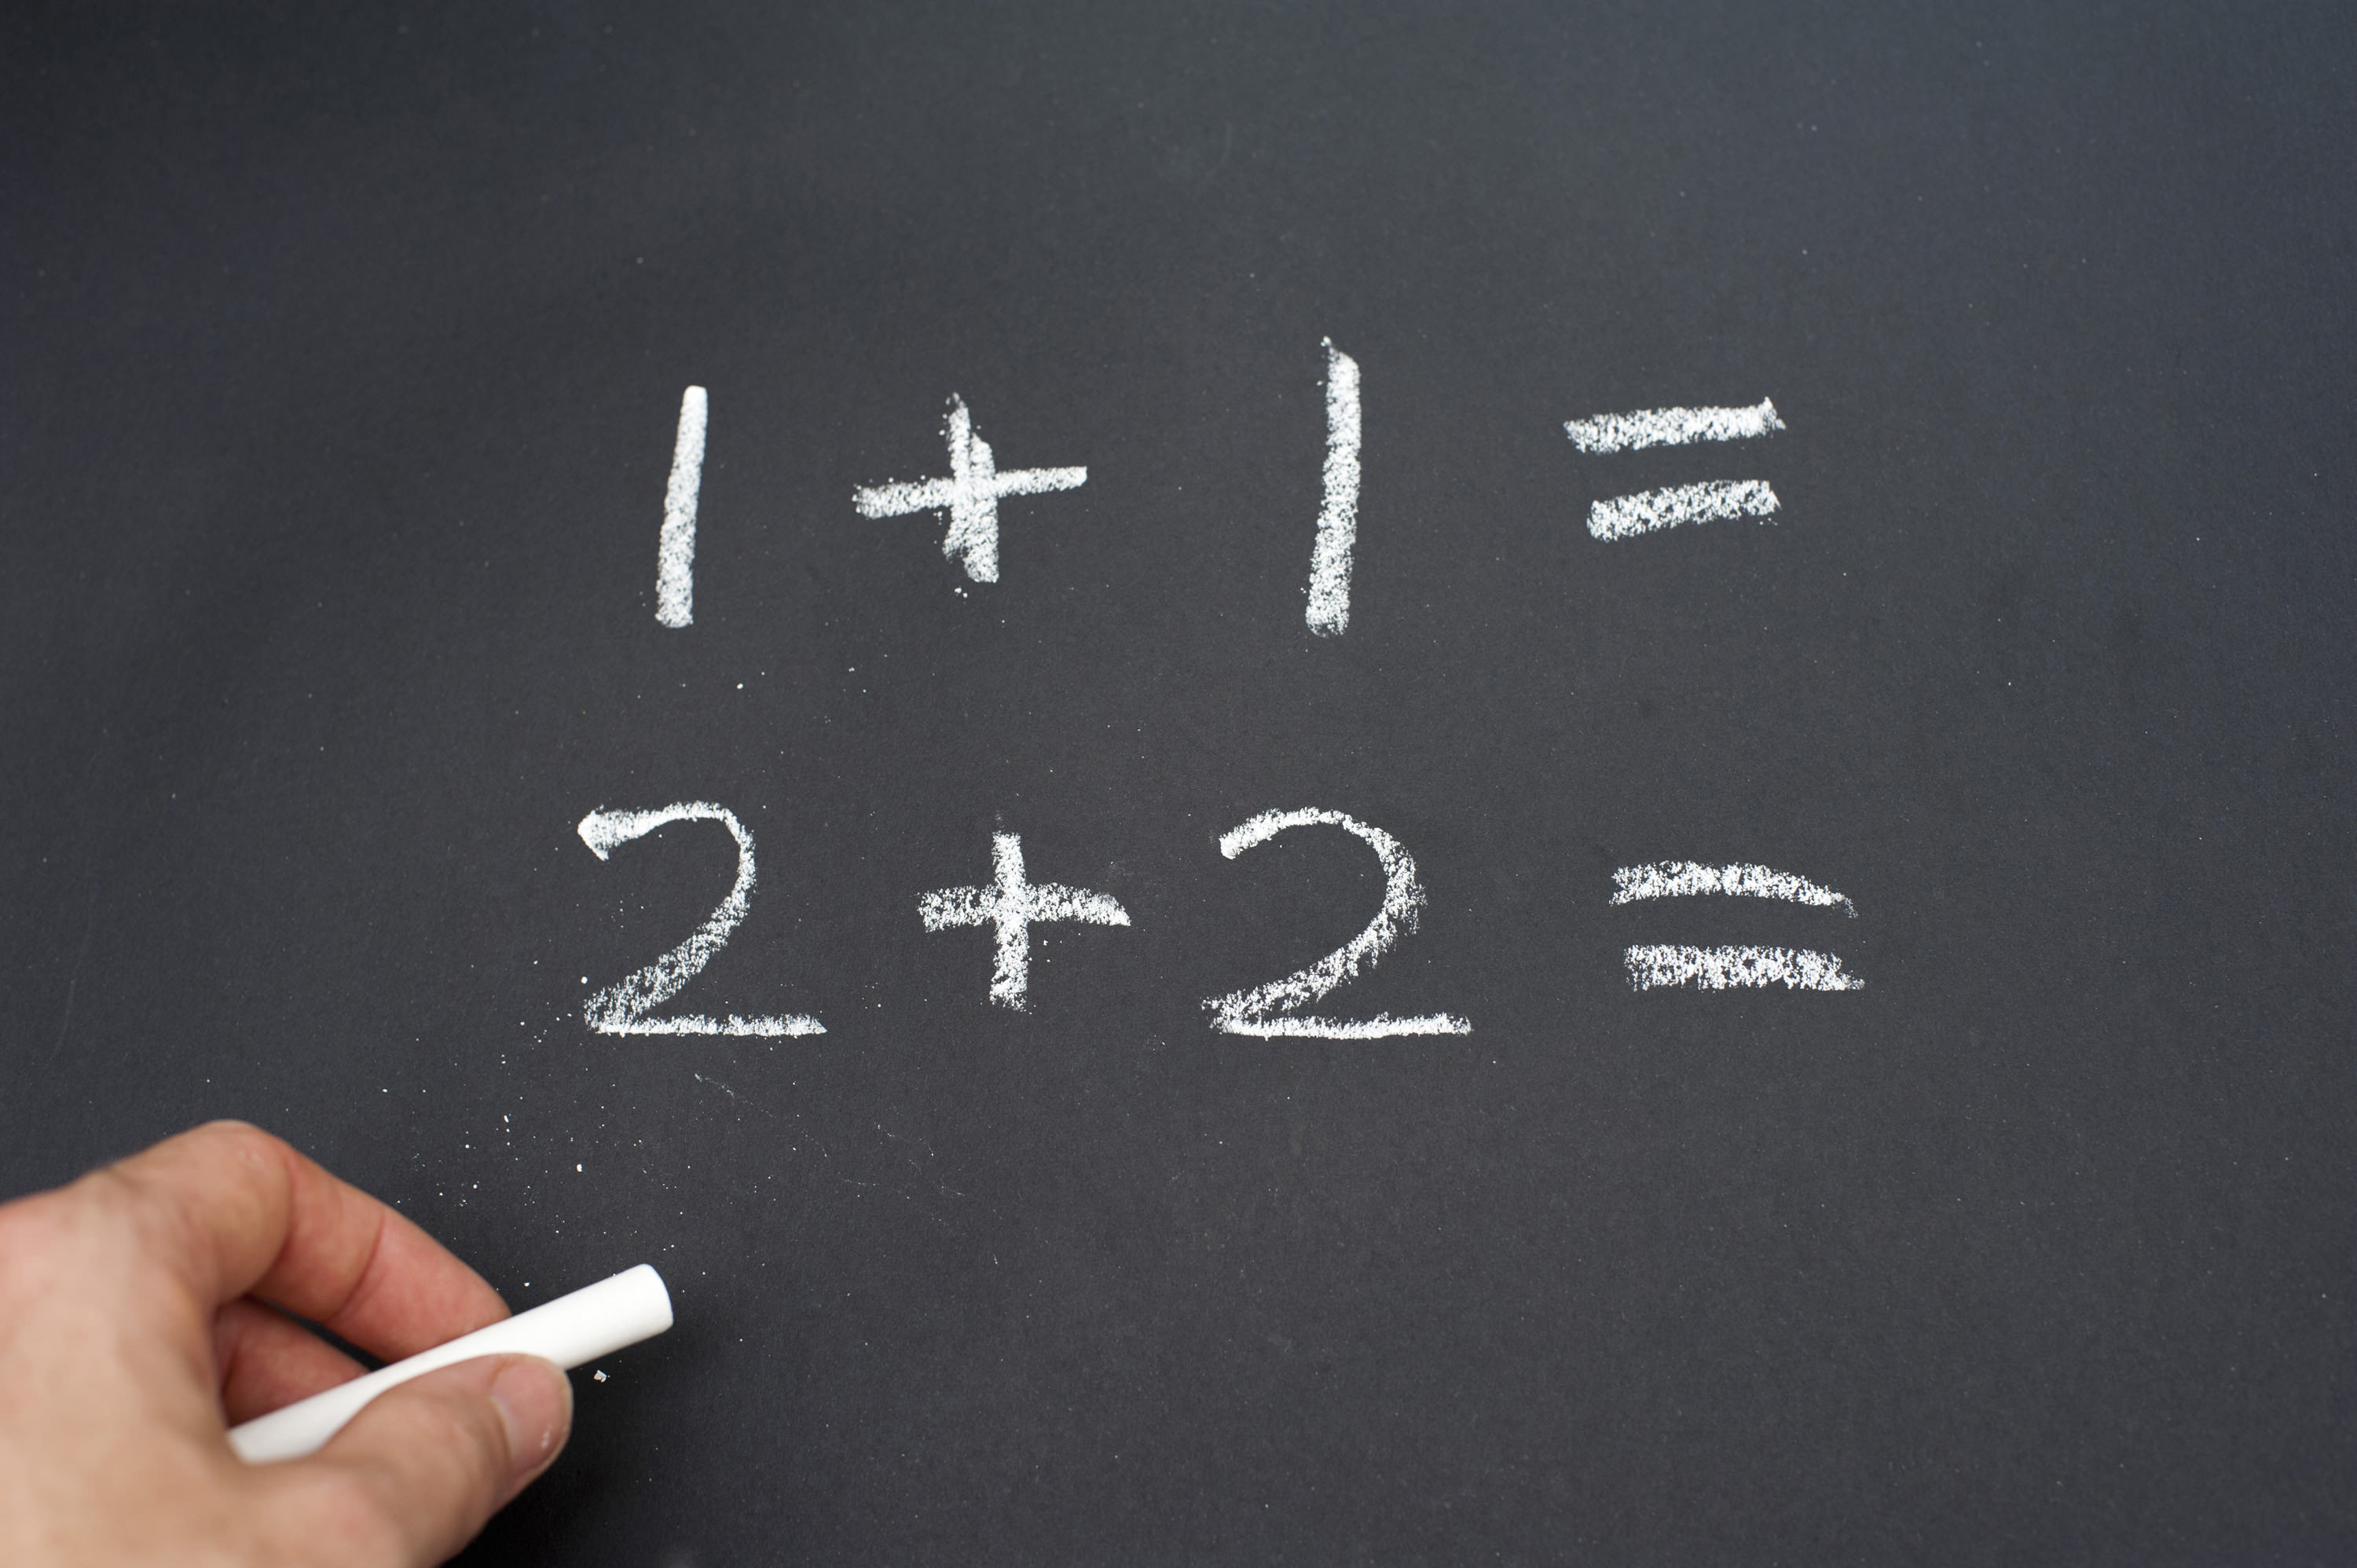 1 + 1 =
2 + 2 =